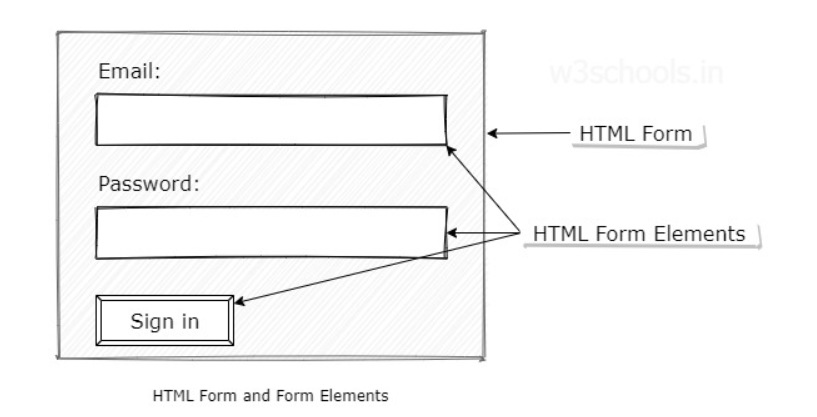 Email:
w3schools.in
HTML Form
Password:
HTML Form Elements
Sign in
HTML Form and Form Elements